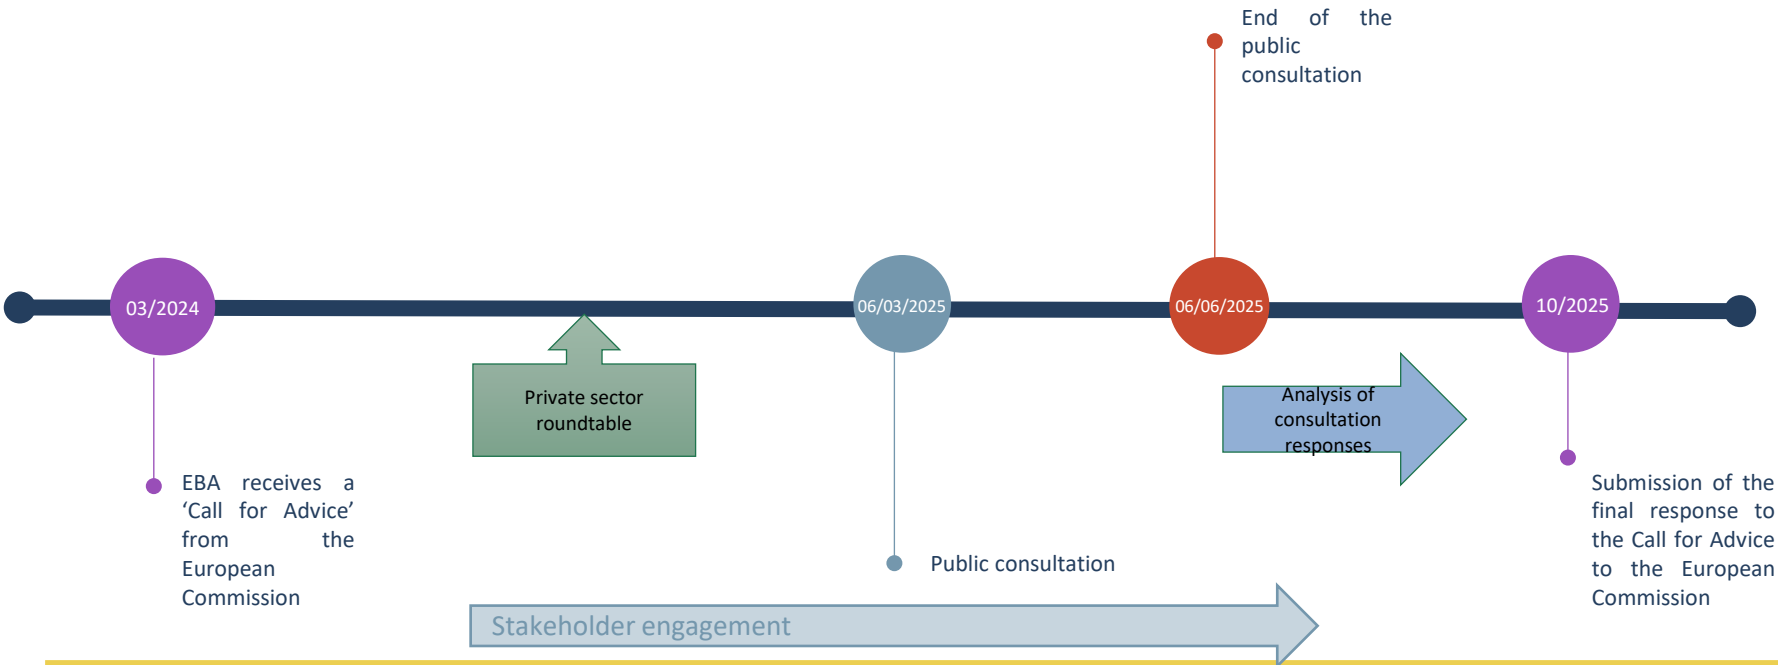 End of the
public
consultation
03/2024
06/03/2025
06/06/2025
10/2025
Private sector
roundtable
Analysis of
consultation
responses
EBA receives a
‘Call for Advice’
from the
European
Commission
Public consultation
Submission of the
final response to
the Call for Advice
to the European
Commission
Stakeholder engagement